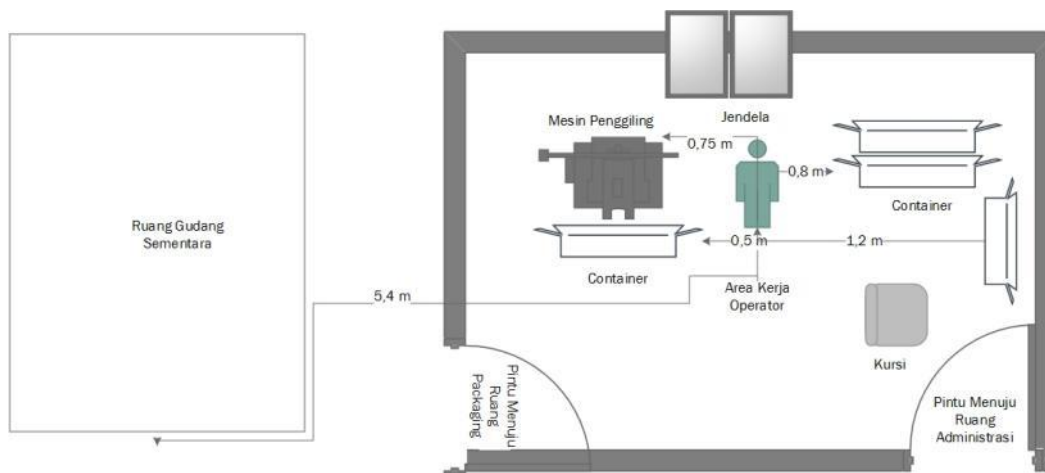 Jendela
Mesin Penggiling
0,75 m
0,8 m
Container
Ruang Gudang
Sementara
0,5 m
1,2 m
Container
Area Kerja
Operator
5,4 m
Kursi
Pintu Menuju
Ruang
Packaging
Pintu Menuju
Ruang
Administrasi